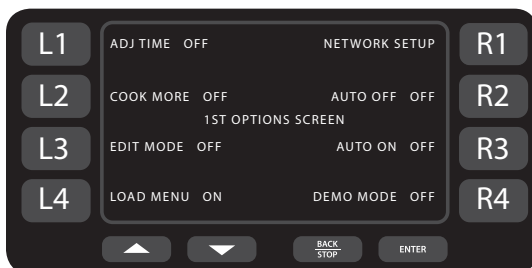 L1 ADJ TIME OFF NETWORK SETUP R1
L2 COOK MORE OFF AUTO OFF OFF R2
1ST OPTIONS SCREEN
L3 EDIT MODE OFF AUTO ON OFF R3
L4 LOAD MENU ON DEMO MODE OFF R4
BACK
STOP
ENTER